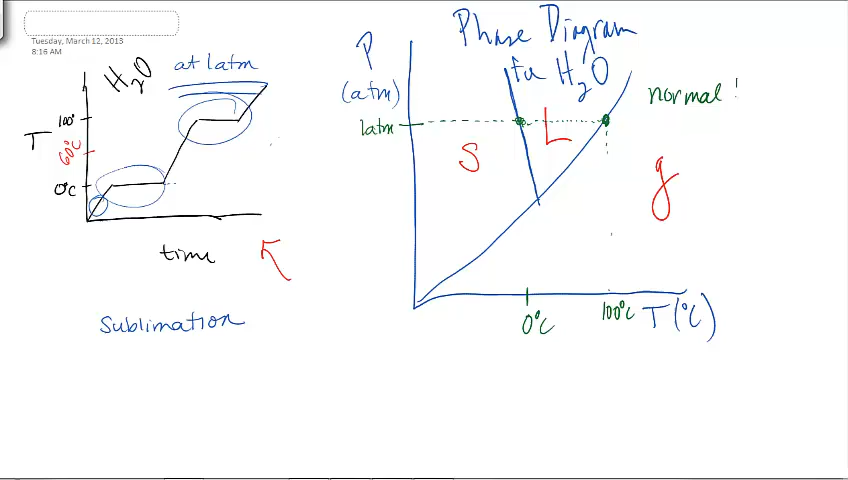 Tuesday, March 12, 2013
8:16 AM
H2O
at 1atm
100°
T
60°C
0°C
time
Sublimation
Phase Diagram
for H2O
P
(atm)
1atm
normal!
S
L
g
0°C
100°C
T(°C)